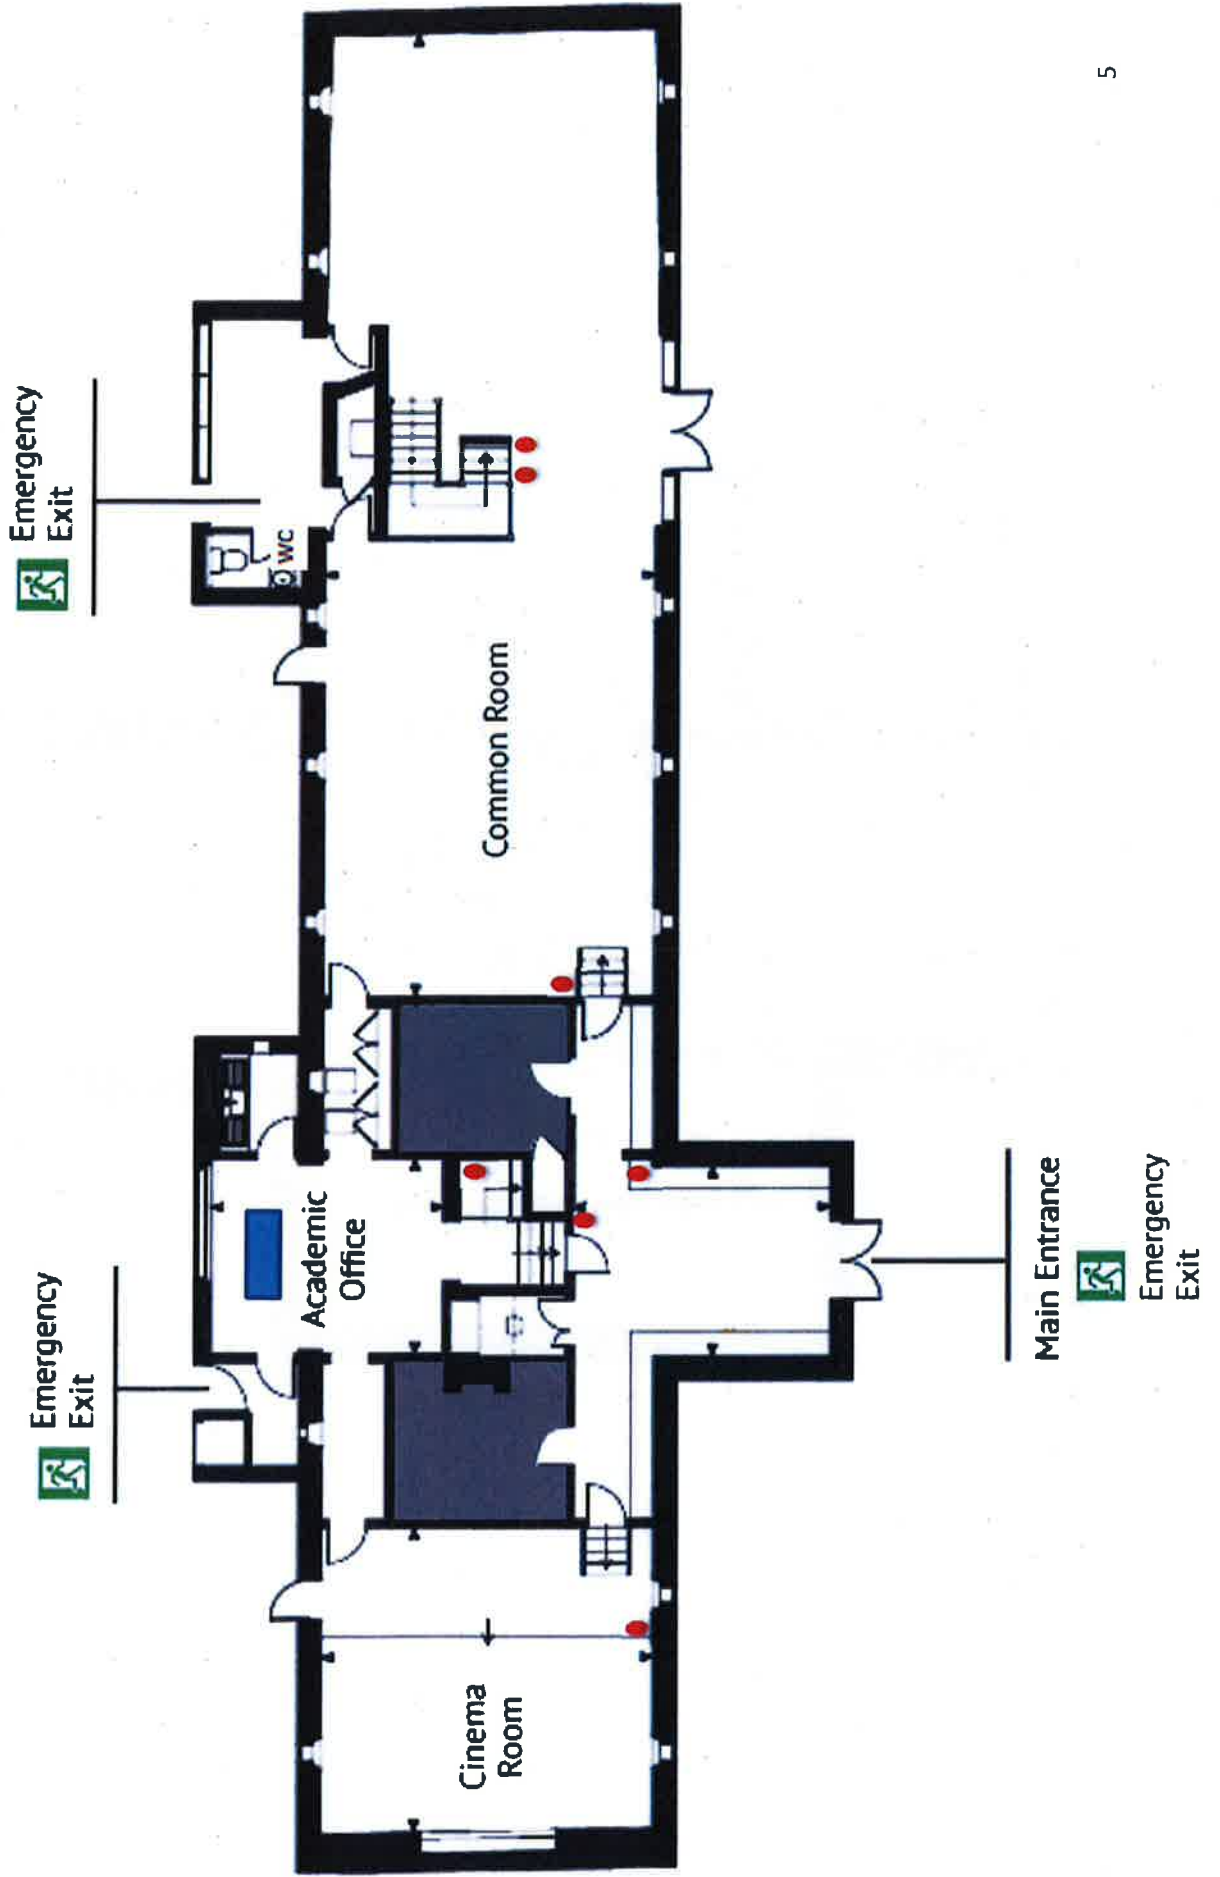 Emergency
Exit
Emergency
Exit
WC
Academic
Office
Cinema
Room
Common Room
Main Entrance
Emergency
Exit
5